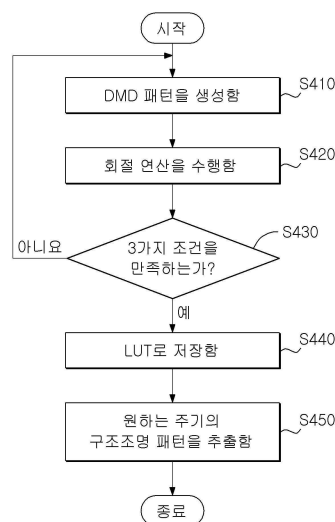 시작
DMD 패턴을 생성함
S410
회절 연산을 수행함
S420
3가지 조건을
만족하는가?
S430
아니요
예
LUT로 저장함
S440
원하는 주기의
구조조명 패턴을 추출함
S450
종료